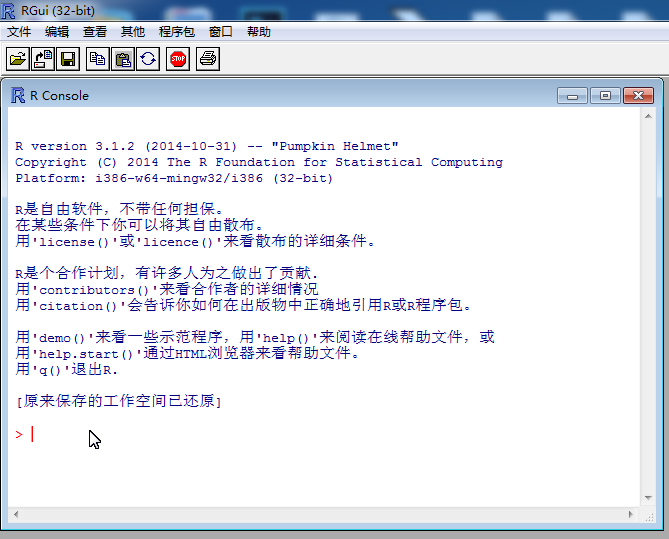 RGui (32-bit)
文件 编辑 查看 其他 程序包 窗口 帮助
STOP
R Console
R version 3.1.2 (2014-10-31) -- "Pumpkin Helmet"
Copyright (C) 2014 The R Foundation for Statistical Computing
Platform: i386-w64-mingw32/i386 (32-bit)
R是自由软件，不带任何担保。
在某些条件下你可以将其自由散布。
用'license()'或'licence()'来看散布的详细条件。
R是个合作计划，有许多人为之做出了贡献.
用'contributors()'来看合作者的详细情况
用'citation()'会告诉你如何在出版物中正确地引用R或R程序包。
用'demo()'来看一些示范程序，用'help()'来阅读在线帮助文件，或
用'help.start()'通过HTML浏览器来看帮助文件。
用'q()'退出R.
[原来保存的工作空间已还原]
>